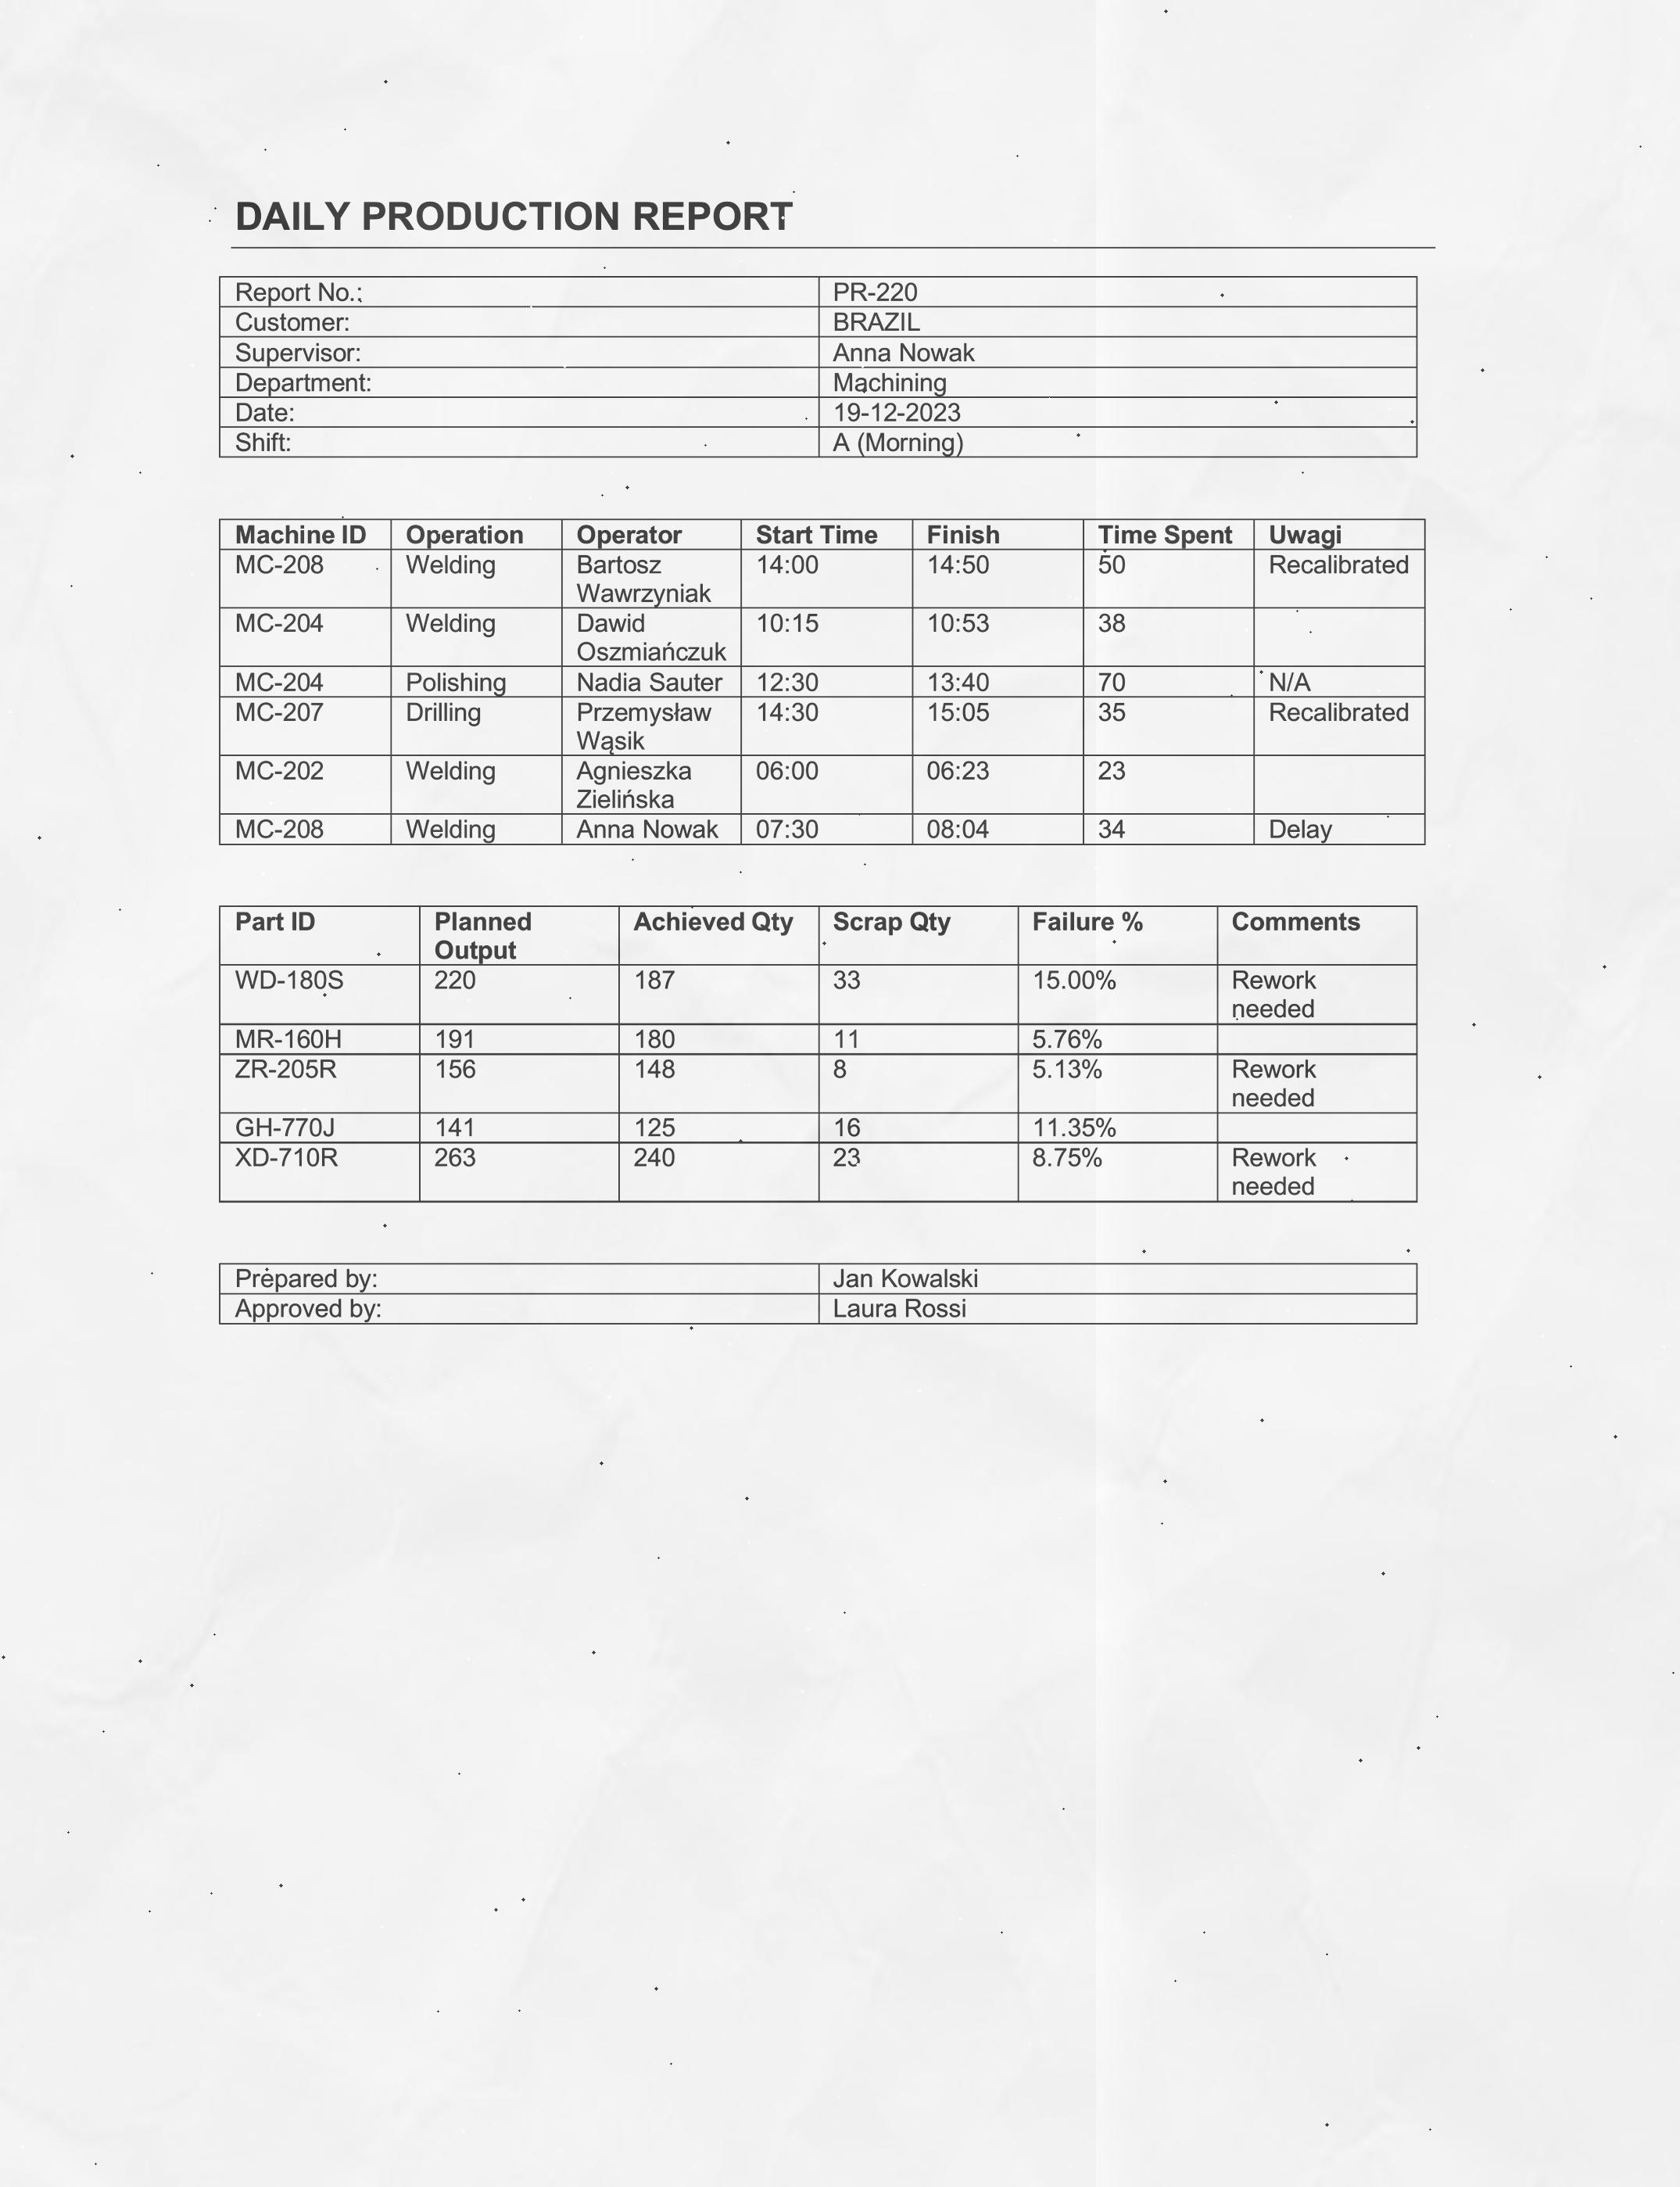 DAILY PRODUCTION REPORT
Report No.: PR-220
Customer: BRAZIL
Supervisor: Anna Nowak
Department: Machining
Date: 19-12-2023
Shift: A (Morning)
Machine ID Operation Operator Start Time Finish Time Spent Uwagi
MC-208 Welding Bartosz 14:00 14:50 50 Recalibrated
Wawrzyniak
MC-204 Welding Dawid 10:15 10:53 38
Oszmiańczuk
MC-204 Polishing Nadia Sauter 12:30 13:40 70 N/A
MC-207 Drilling Przemysław 14:30 15:05 35 Recalibrated
Wąsik
MC-202 Welding Agnieszka 06:00 06:23 23
Zielińska
MC-208 Welding Anna Nowak 07:30 08:04 34 Delay
Part ID Planned Achieved Qty Scrap Qty Failure % Comments
Output
WD-180S 220 187 33 15.00% Rework
needed
MR-160H 191 180 11 5.76%
ZR-205R 156 148 8 5.13% Rework
needed
GH-770J 141 125 16 11.35%
XD-710R 263 240 23 8.75% Rework
needed
Prepared by: Jan Kowalski
Approved by: Laura Rossi